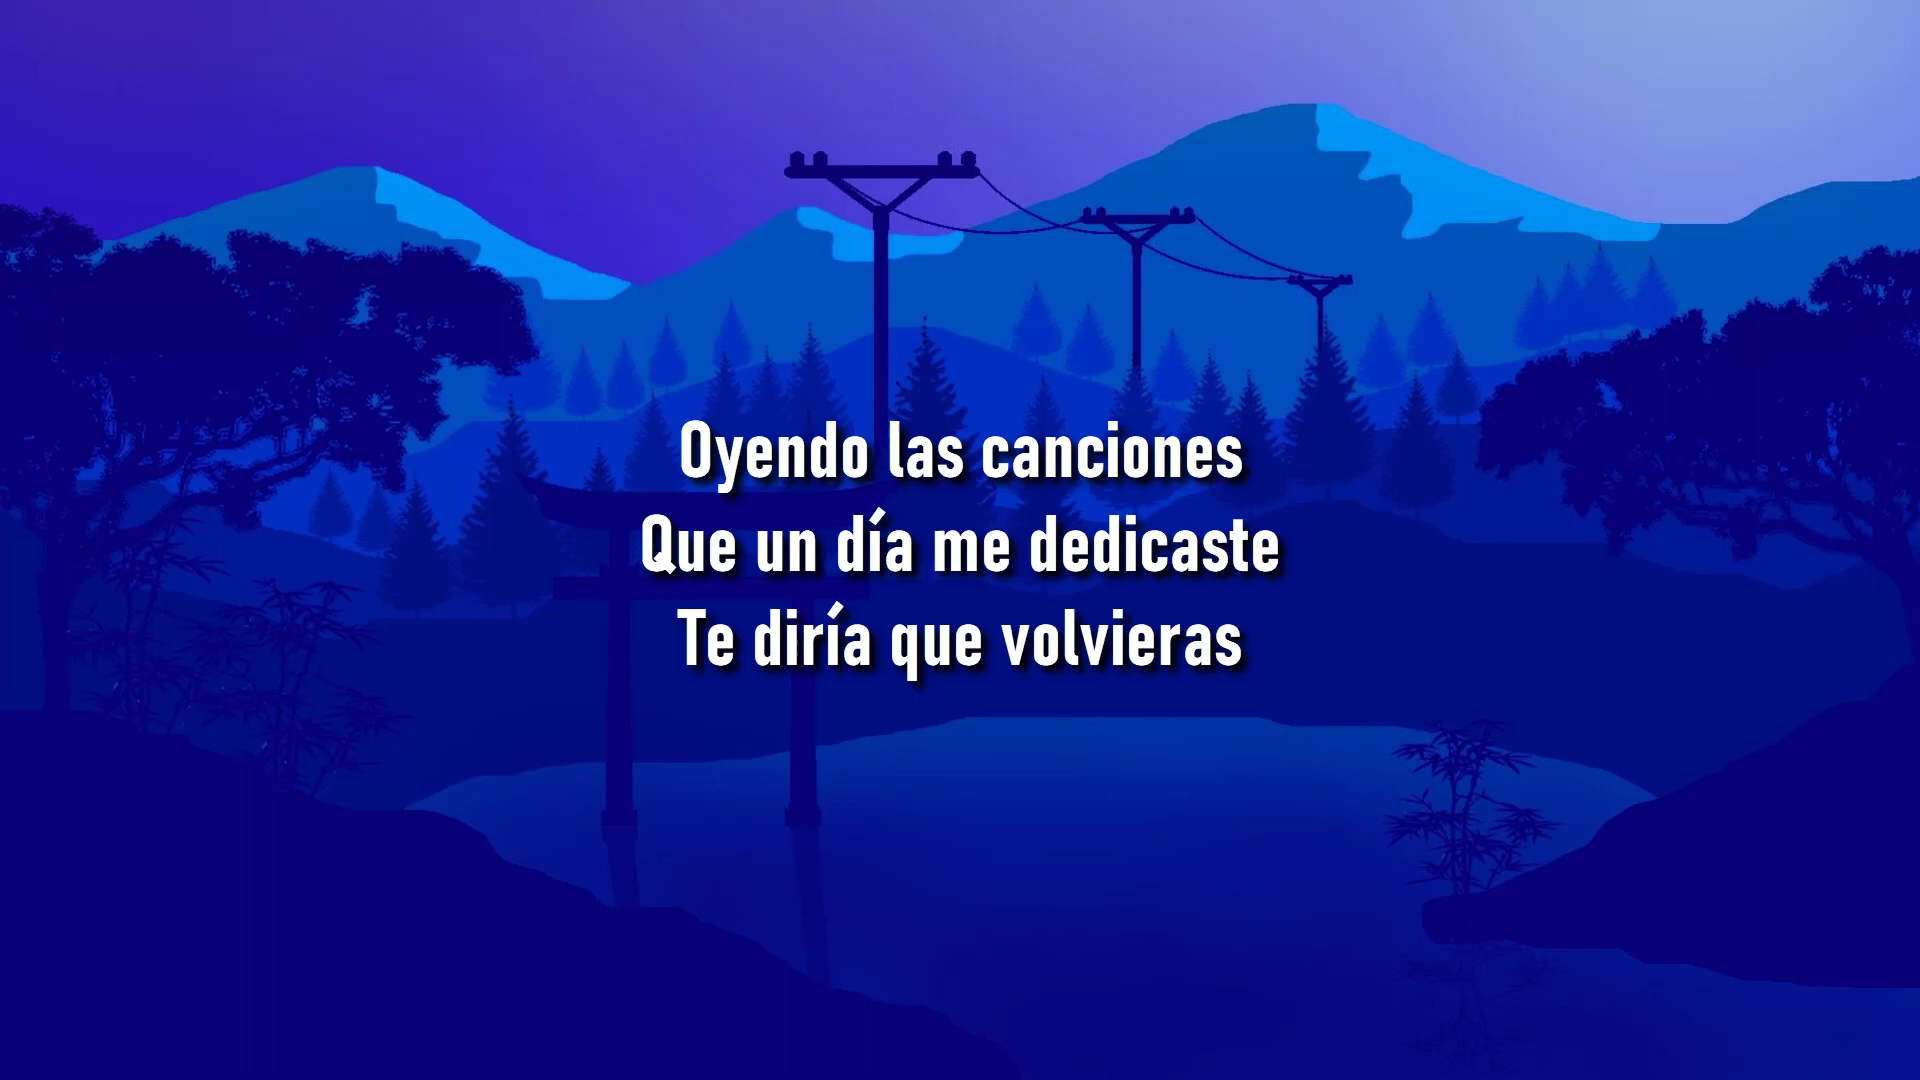 Oyendo las canciones
Que un día me dedicaste
Te diría que volvieras